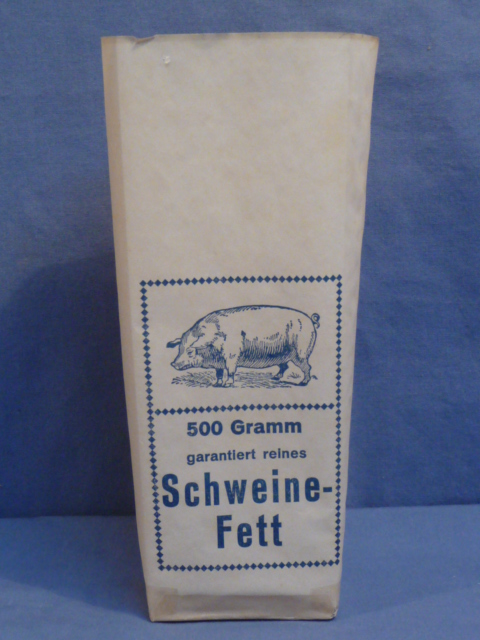 500 Gramm
garantiert reines
Schweine-
Fett